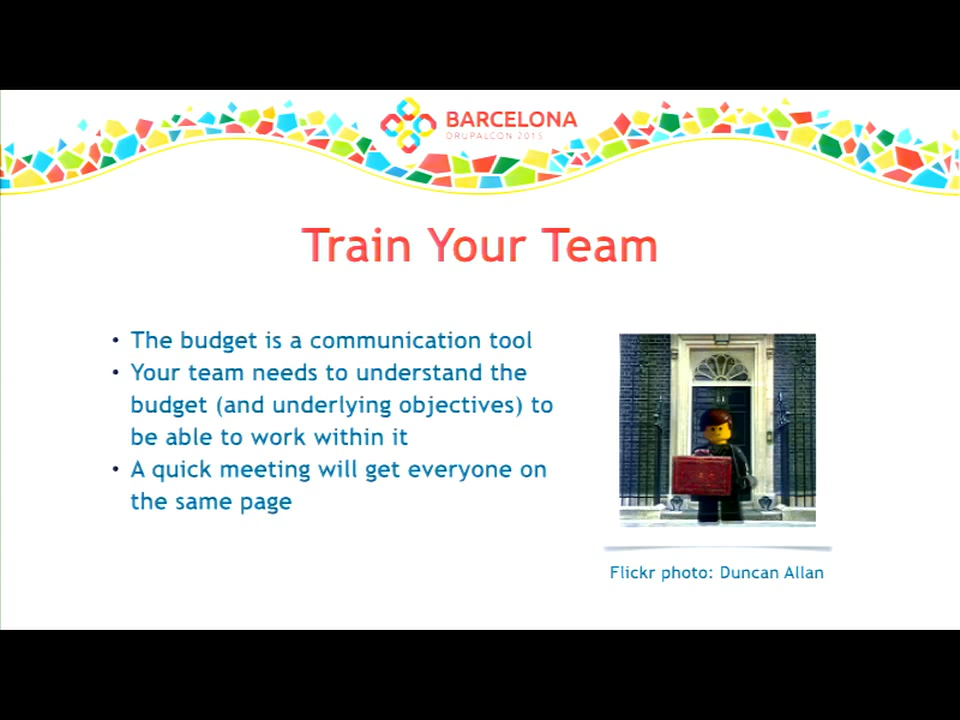 BARCELONA
DRUPALCON 2015
Train Your Team
• The budget is a communication tool
• Your team needs to understand the
budget (and underlying objectives) to
be able to work within it
• A quick meeting will get everyone on
the same page
Flickr photo: Duncan Allan